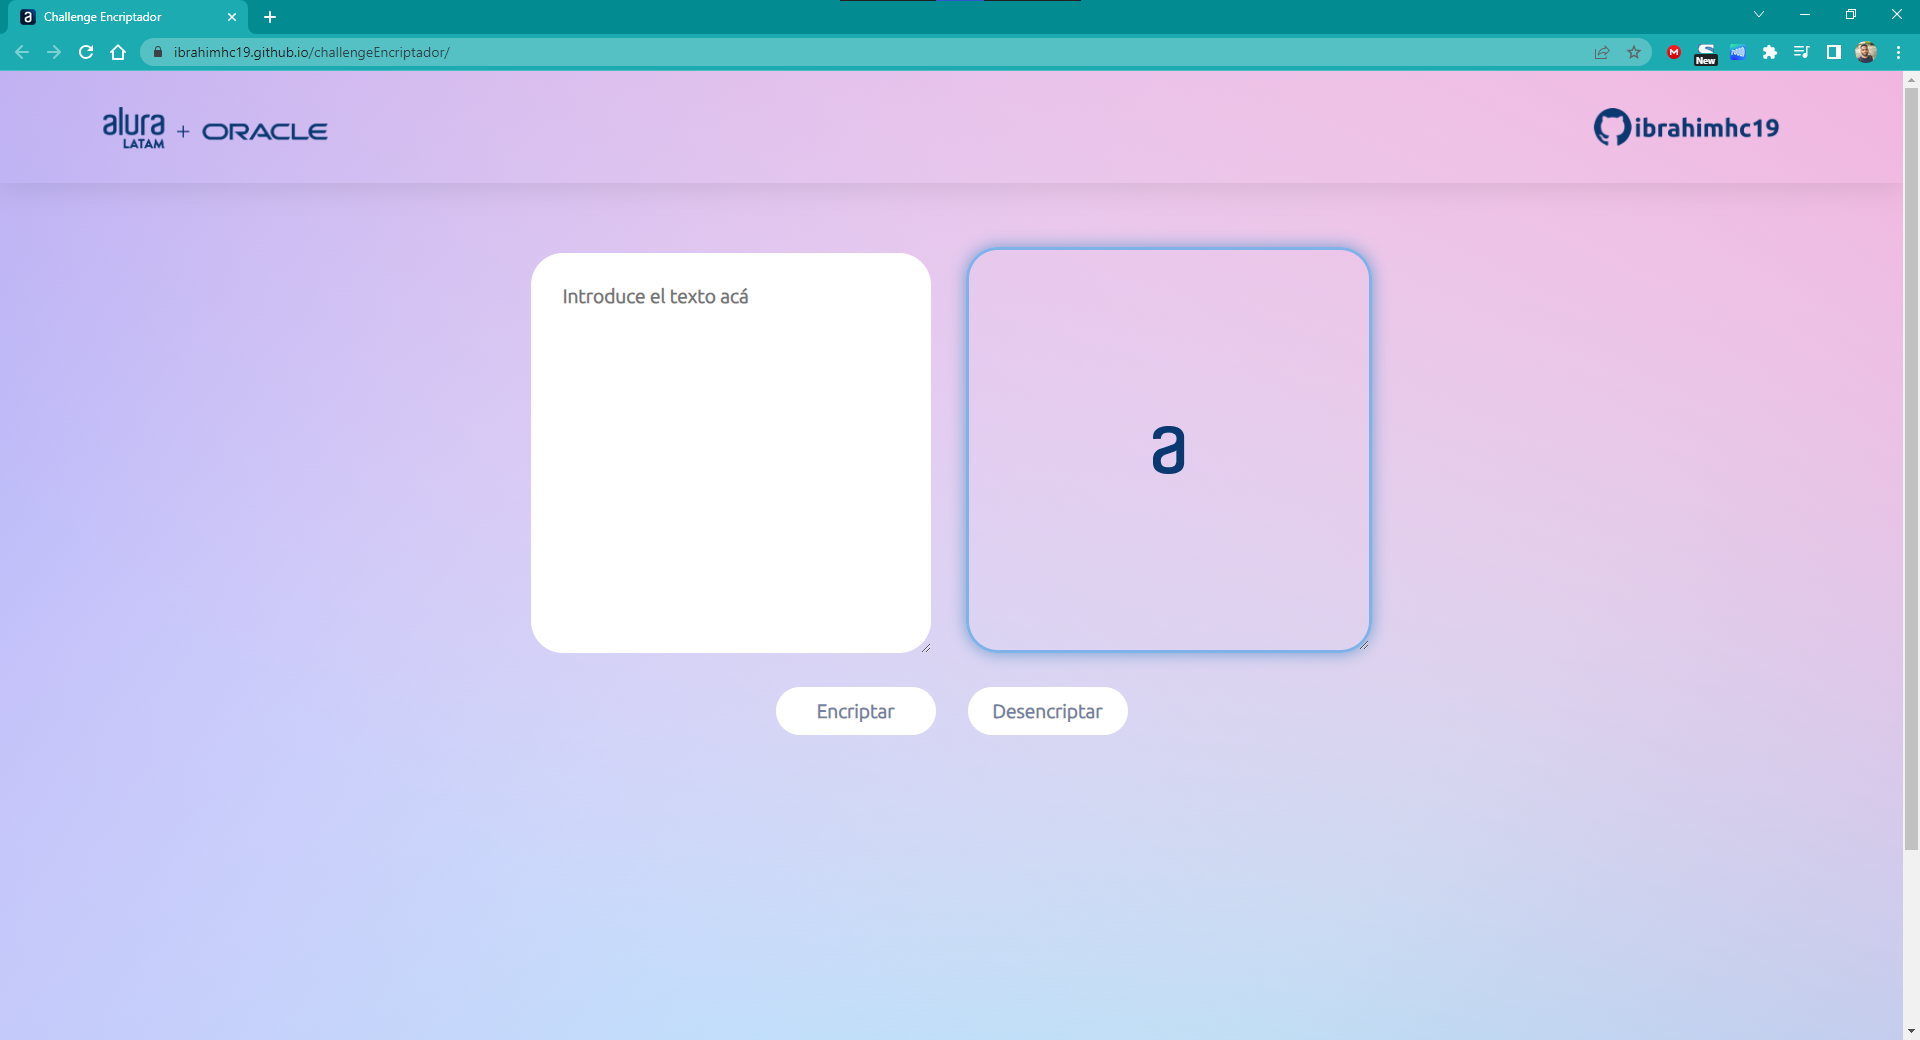 Challenge Encriptador
ibrahimhc19.github.io/challengeEncriptador/
New
alura
LATAM
+ ORACLE
ibrahimhc19
Introduce el texto acá
a
Encriptar
Desencriptar